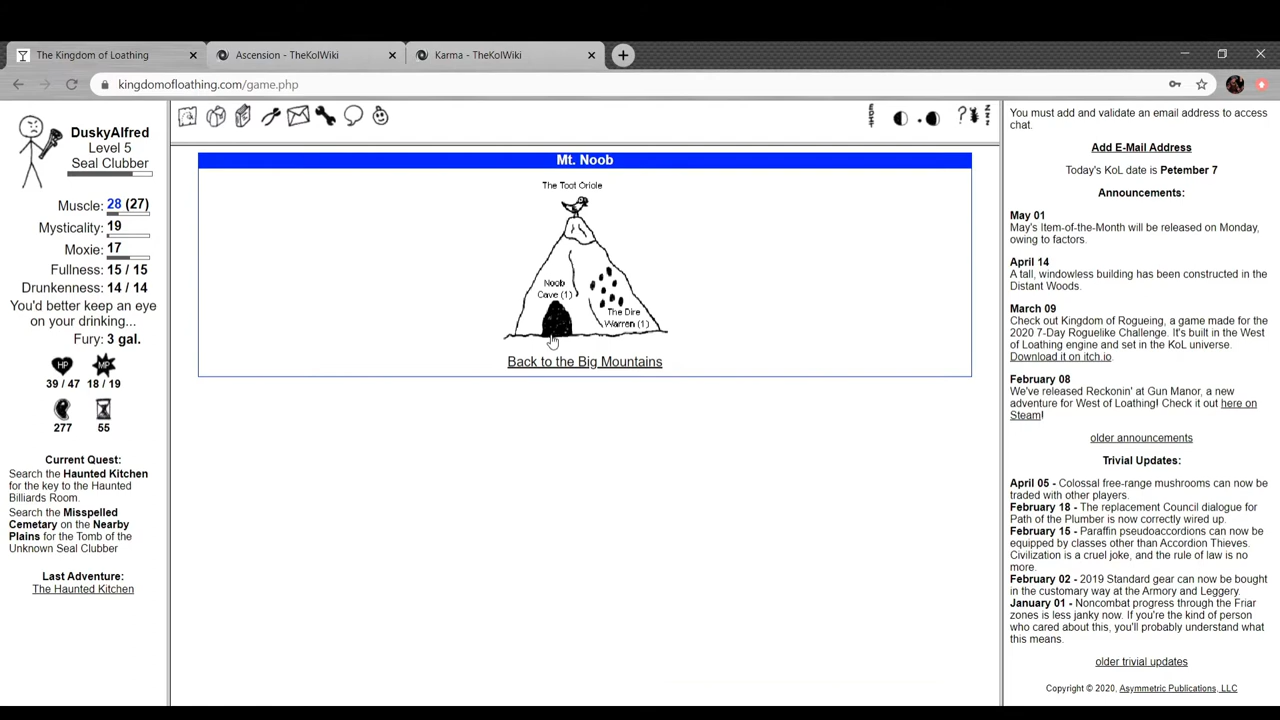 The Kingdom of Loathing
Ascension - TheKolWiki
Karma - TheKolWiki
kingdomofloathing.com/game.php
DuskyAlfred
Level 5
Seal Clubber
Muscle: 28 (27)
Mysticality: 19
Moxie: 17
Fullness: 15 / 15
Drunkenness: 14 / 14
You'd better keep an eye
on your drinking...
Fury: 3 gal.
HP MP
39 / 47 18 / 19
277 55
Current Quest:
Search the Haunted Kitchen
for the key to the Haunted
Billiards Room.
Search the Misspelled
Cemetary on the Nearby
Plains for the Tomb of the
Unknown Seal Clubber
Last Adventure:
The Haunted Kitchen
EDIT
? Z Z Z
Mt. Noob
The Toot Oriole
Noob
Cave (1)
The Dire
Warren (1)
Back to the Big Mountains
You must add and validate an email address to access
chat.
Add E-Mail Address
Today's KoL date is Petember 7
Announcements:
May 01
May's Item-of-the-Month will be released on Monday,
owing to factors.
April 14
A tall, windowless building has been constructed in the
Distant Woods.
March 09
Check out Kingdom of Rogueing, a game made for the
2020 7-Day Roguelike Challenge. It's built in the West
of Loathing engine and set in the KoL universe.
Download it on itch.io.
February 08
We've released Reckonin' at Gun Manor, a new
adventure for West of Loathing! Check it out here on
Steam!
older announcements
Trivial Updates:
April 05 - Colossal free-range mushrooms can now be
traded with other players.
February 18 - The replacement Council dialogue for
Path of the Plumber is now correctly wired up.
February 15 - Paraffin pseudoaccordions can now be
equipped by classes other than Accordion Thieves.
Civilization is a cruel joke, and the rule of law is no
more.
February 02 - 2019 Standard gear can now be bought
in the customary way at the Armory and Leggery.
January 01 - Noncombat progress through the Friar
zones is less janky now. If you're the kind of person
who cared about this, you'll probably understand what
this means.
older trivial updates
Copyright © 2020, Asymmetric Publications, LLC